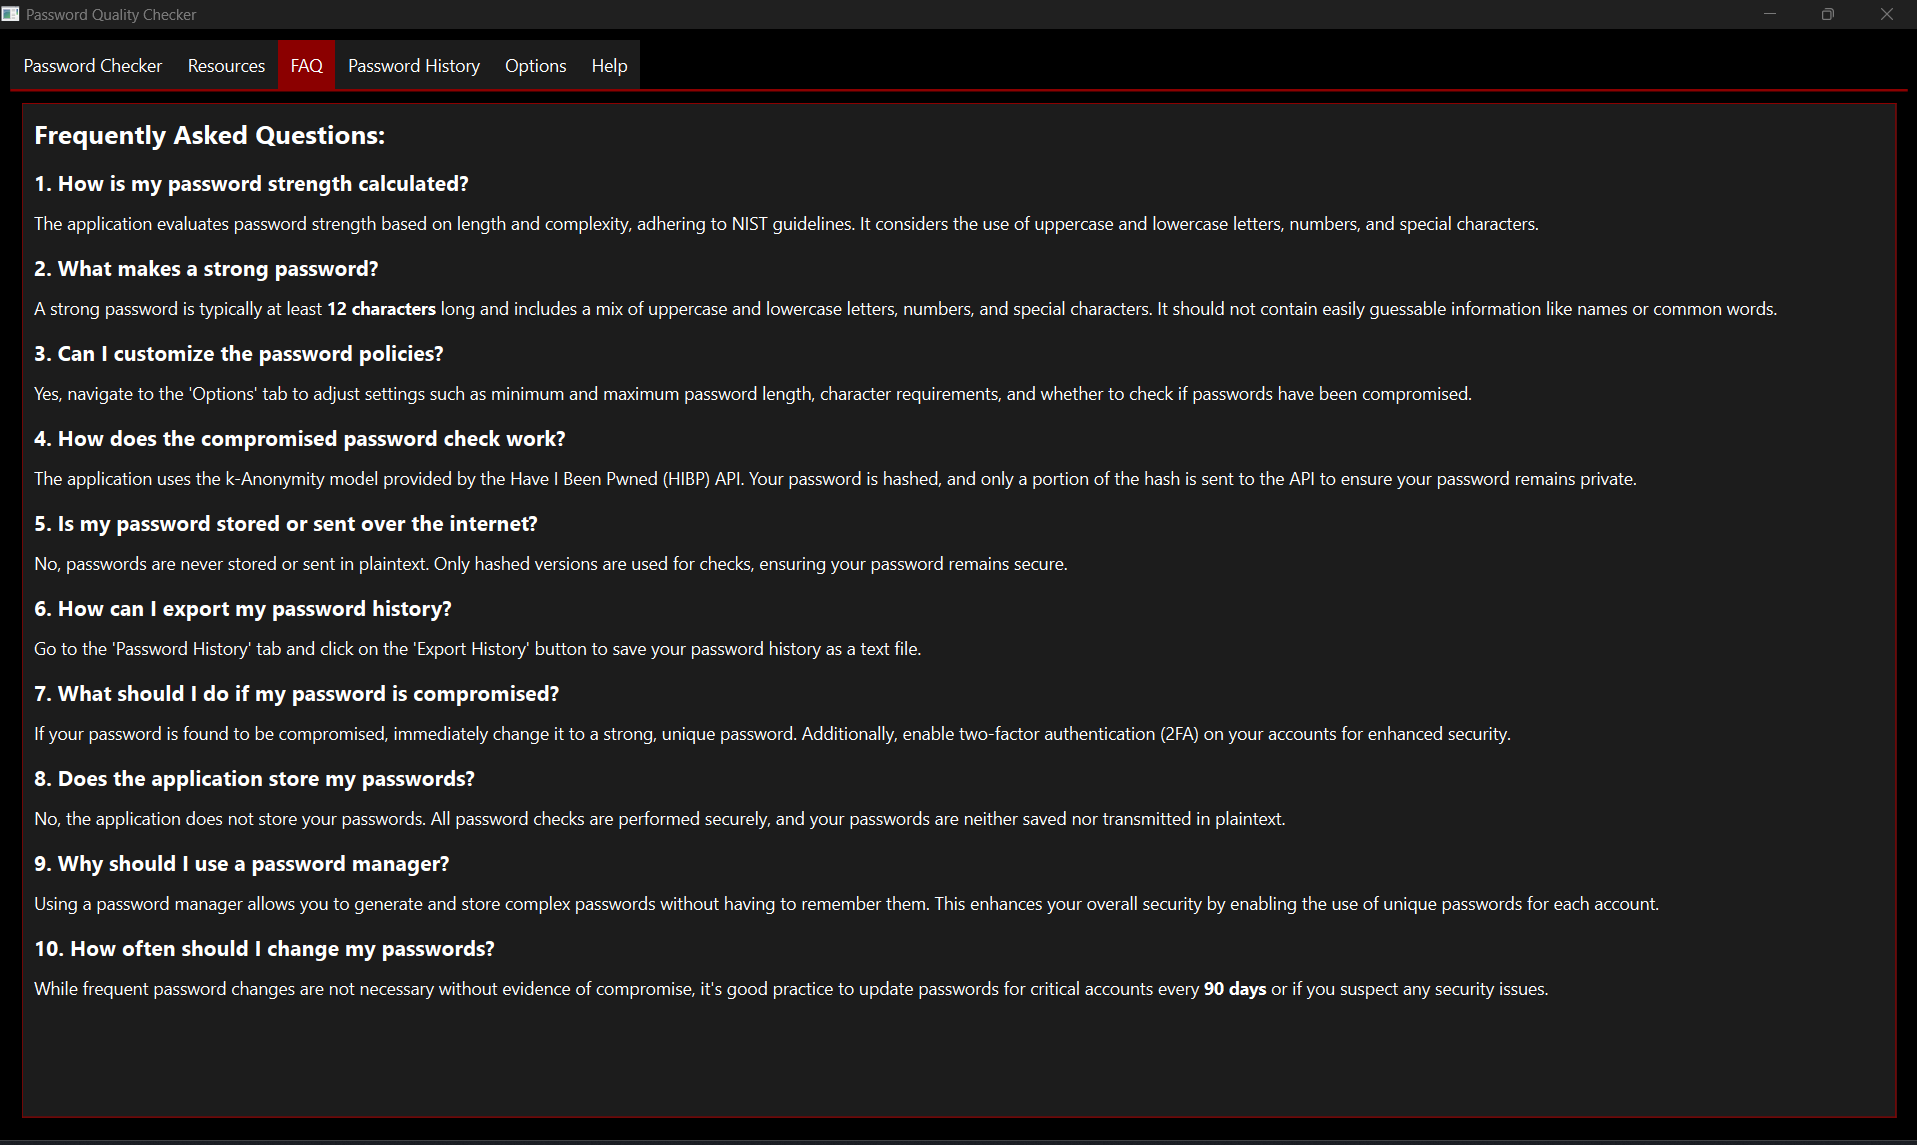 Password Quality Checker
Password Checker Resources FAQ Password History Options Help
Frequently Asked Questions:
1. How is my password strength calculated?
The application evaluates password strength based on length and complexity, adhering to NIST guidelines. It considers the use of uppercase and lowercase letters, numbers, and special characters.
2. What makes a strong password?
A strong password is typically at least 12 characters long and includes a mix of uppercase and lowercase letters, numbers, and special characters. It should not contain easily guessable information like names or common words.
3. Can I customize the password policies?
Yes, navigate to the 'Options' tab to adjust settings such as minimum and maximum password length, character requirements, and whether to check if passwords have been compromised.
4. How does the compromised password check work?
The application uses the k-Anonymity model provided by the Have I Been Pwned (HIBP) API. Your password is hashed, and only a portion of the hash is sent to the API to ensure your password remains private.
5. Is my password stored or sent over the internet?
No, passwords are never stored or sent in plaintext. Only hashed versions are used for checks, ensuring your password remains secure.
6. How can I export my password history?
Go to the 'Password History' tab and click on the 'Export History' button to save your password history as a text file.
7. What should I do if my password is compromised?
If your password is found to be compromised, immediately change it to a strong, unique password. Additionally, enable two-factor authentication (2FA) on your accounts for enhanced security.
8. Does the application store my passwords?
No, the application does not store your passwords. All password checks are performed securely, and your passwords are neither saved nor transmitted in plaintext.
9. Why should I use a password manager?
Using a password manager allows you to generate and store complex passwords without having to remember them. This enhances your overall security by enabling the use of unique passwords for each account.
10. How often should I change my passwords?
While frequent password changes are not necessary without evidence of compromise, it's good practice to update passwords for critical accounts every 90 days or if you suspect any security issues.